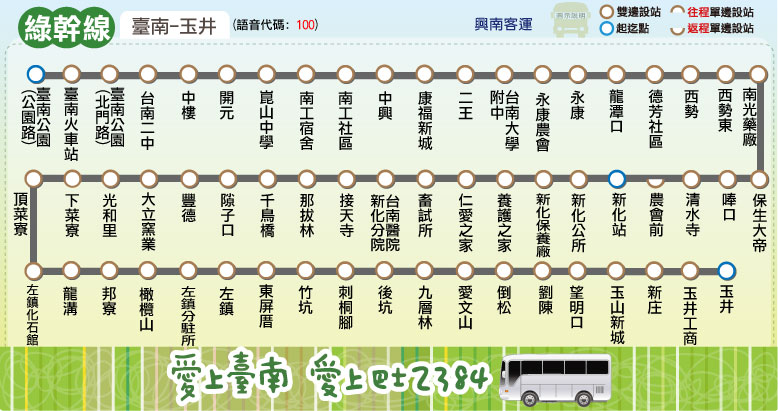 綠幹線
臺南-玉井
(語音代碼：100)
興南客運
雙邊設站
往程單邊設站
起迄點
返程單邊設站
臺南公園(公園路)
臺南火車站
臺南公園(北門路)
台南二中
中樓
開元
崑山中學
南工宿舍
南工社區
中興
康福新城
二王
台南大學附中
永康農會
永康
龍潭口
德芳社區
西勢
西勢東
南光藥廠
頂菜寮
下菜寮
光和里
大立窯業
豐德
隙子口
千鳥橋
那拔林
接天寺
台南醫院新化分院
畜試所
仁愛之家
養護之家
新化保養廠
新化公所
新化站
農會前
清水寺
唪口
保生大帝
左鎮化石館
龍溝
邦寮
橄欖山
左鎮分駐所
左鎮
東屏厝
竹坑
刺桐腳
後坑
九層林
愛文山
倒松
劉陳
望明口
玉山新城
新庄
玉井工商
玉井
愛上臺南 愛上巴士2384